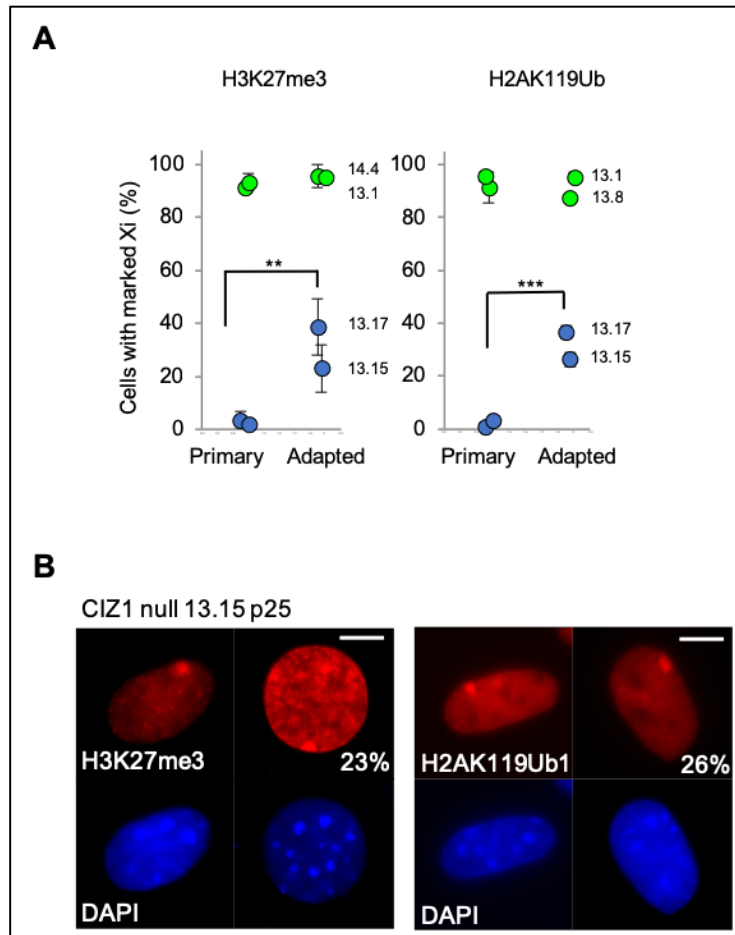 A
H3K27me3
H2AK119Ub
Cells with marked Xi (%)
100
80
60
40
20
0
**
14.4
13.1
13.17
13.15
Primary
Adapted
100
80
60
40
20
0
***
13.1
13.8
13.17
13.15
Primary
Adapted
B
CIZ1 null 13.15 p25
H3K27me3
23%
H2AK119Ub1
26%
DAPI
DAPI